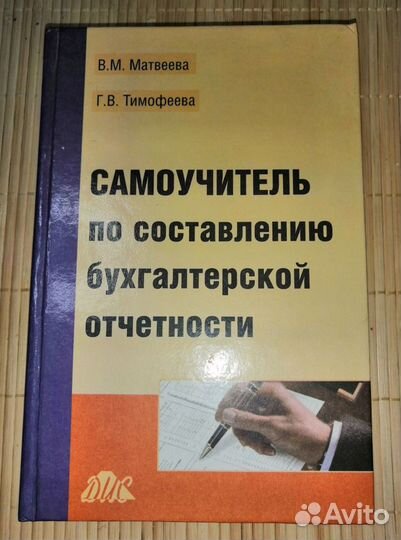 В.М. Матвеева
Г.В. Тимофеева
САМОУЧИТЕЛЬ
по составлению
бухгалтерской
отчетности
ДИС
Avito